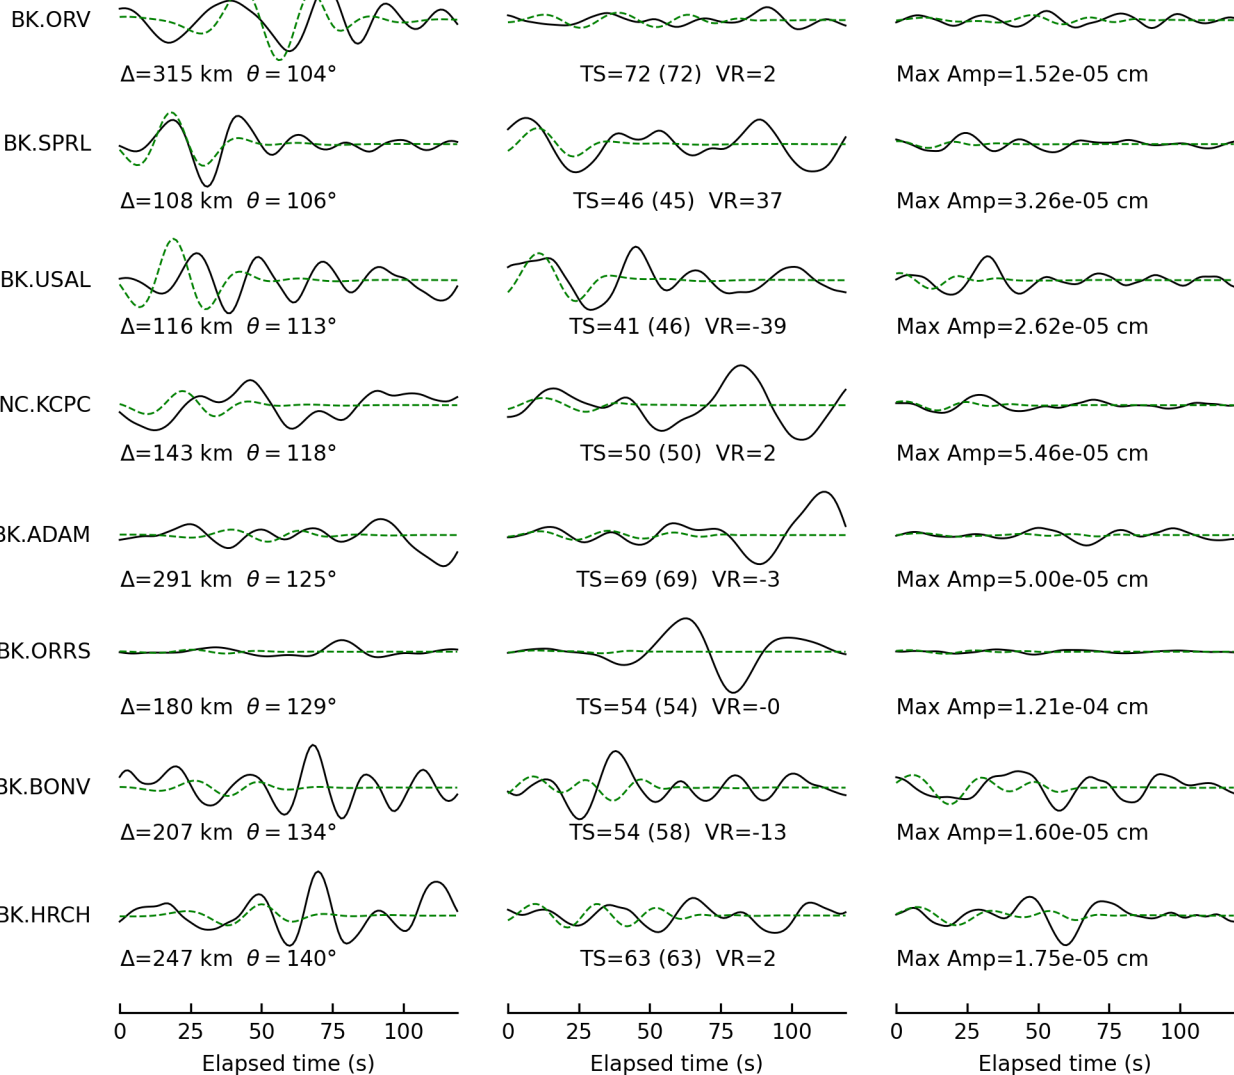 BK.ORV
Δ=315 km θ = 104° TS=72 (72) VR=2 Max Amp=1.52e-05 cm
BK.SPRL
Δ=108 km θ = 106° TS=46 (45) VR=37 Max Amp=3.26e-05 cm
BK.USAL
Δ=116 km θ = 113° TS=41 (46) VR=-39 Max Amp=2.62e-05 cm
NC.KCPC
Δ=143 km θ = 118° TS=50 (50) VR=2 Max Amp=5.46e-05 cm
BK.ADAM
Δ=291 km θ = 125° TS=69 (69) VR=-3 Max Amp=5.00e-05 cm
BK.ORRS
Δ=180 km θ = 129° TS=54 (54) VR=-0 Max Amp=1.21e-04 cm
BK.BONV
Δ=207 km θ = 134° TS=54 (58) VR=-13 Max Amp=1.60e-05 cm
BK.HRCH
Δ=247 km θ = 140° TS=63 (63) VR=2 Max Amp=1.75e-05 cm
0 25 50 75 100 0 25 50 75 100 0 25 50 75 100
Elapsed time (s) Elapsed time (s) Elapsed time (s)